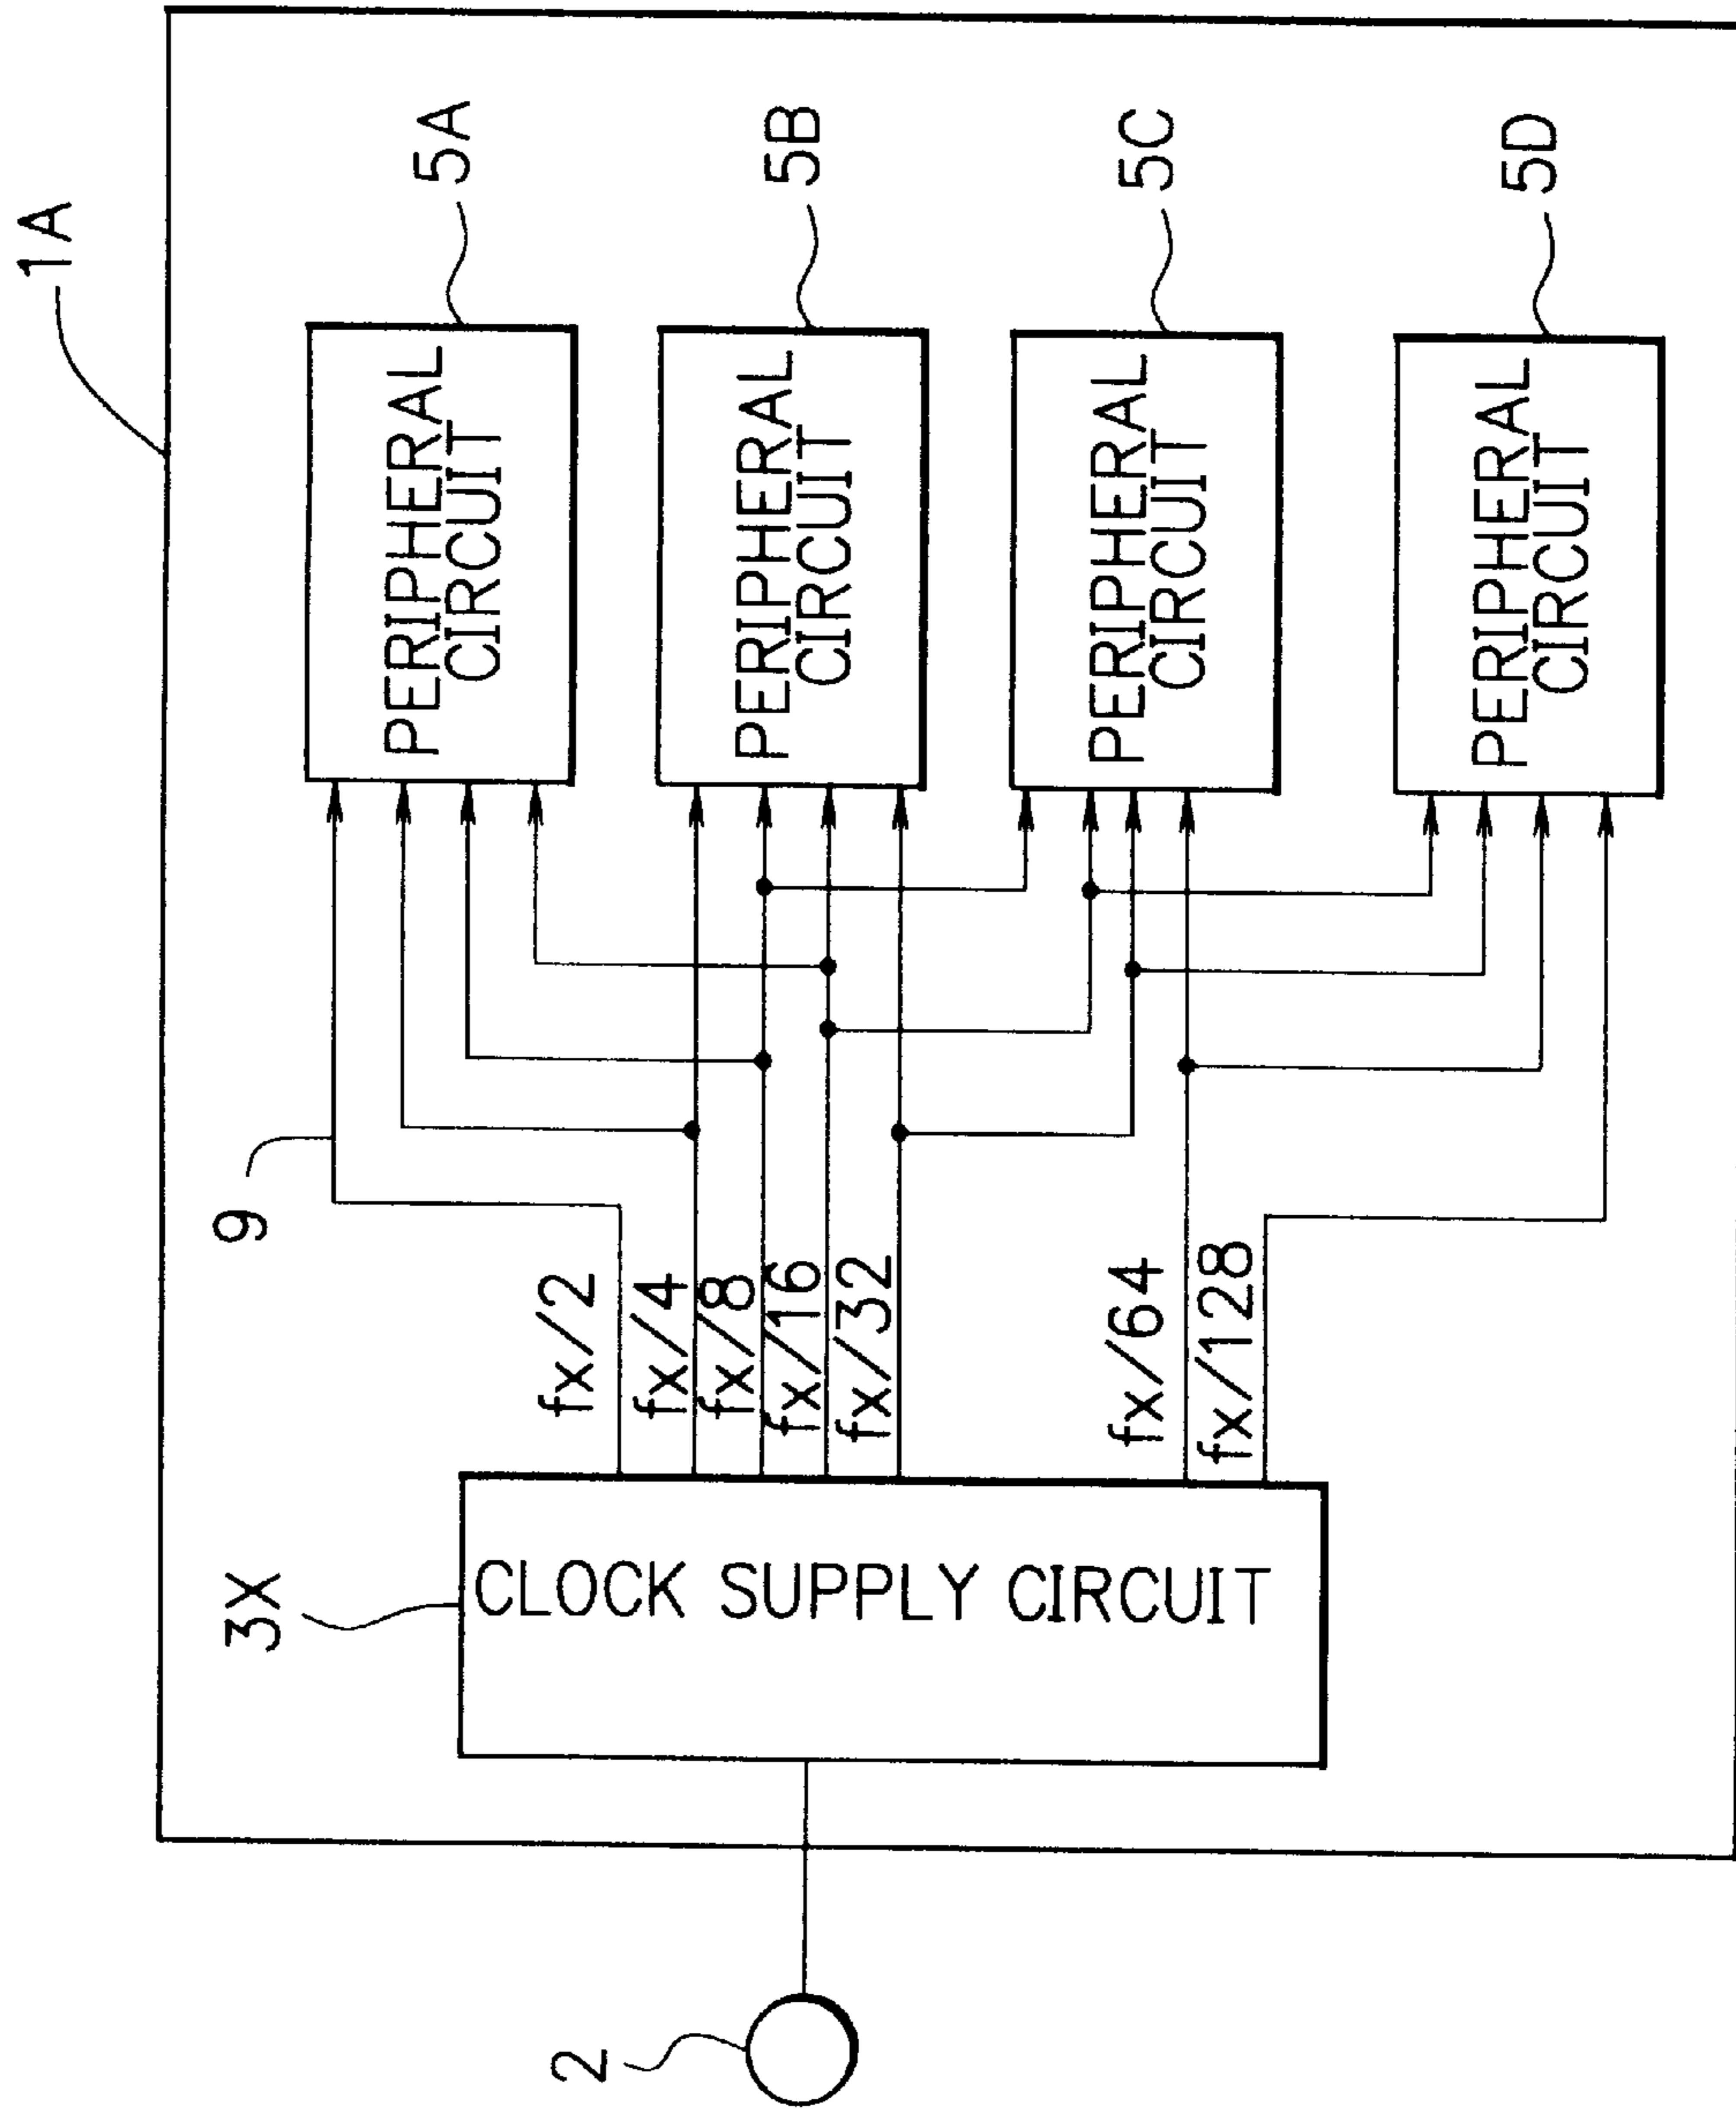 1A
9
3X
2
CLOCK SUPPLY CIRCUIT
fx/2
fx/4
fx/8
fx/16
fx/32
fx/64
fx/128
PERIPHERAL
CIRCUIT
5A
PERIPHERAL
CIRCUIT
5B
PERIPHERAL
CIRCUIT
5C
PERIPHERAL
CIRCUIT
5D